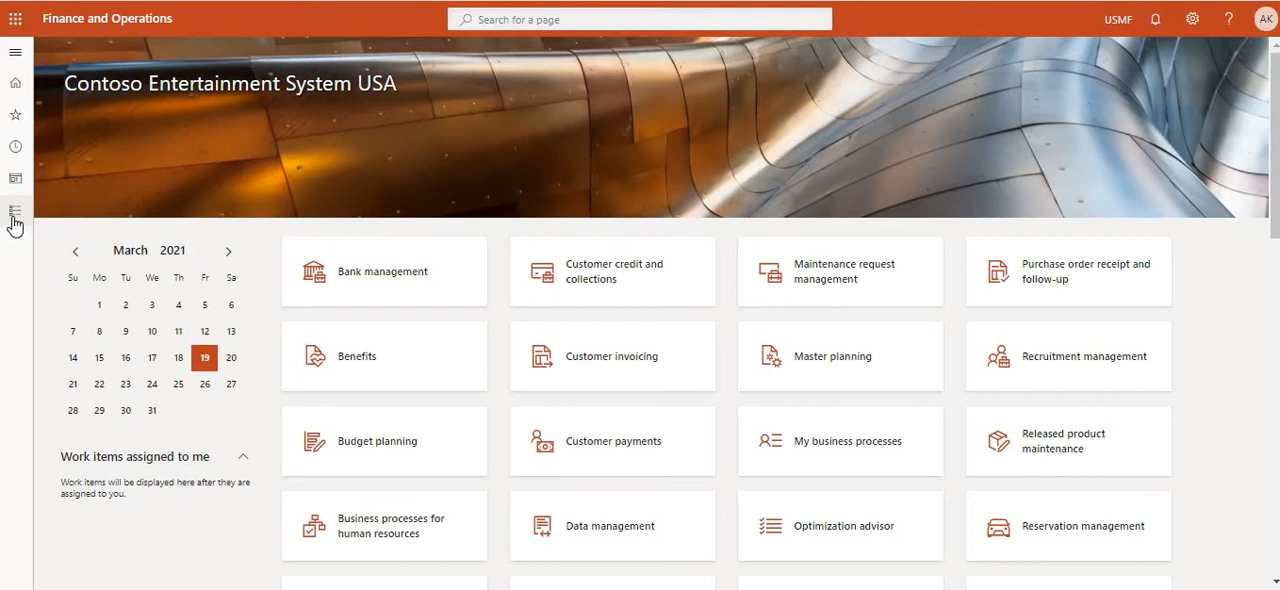 Finance and Operations
Search for a page
USMF
?
AK
Contoso Entertainment System USA
March 2021
Su Mo Tu We Th Fr Sa
1 2 3 4 5 6
7 8 9 10 11 12 13
14 15 16 17 18 19 20
21 22 23 24 25 26 27
28 29 30 31
Work items assigned to me
Work items will be displayed here after they are
assigned to you.
Bank management
Customer credit and
collections
Maintenance request
management
Purchase order receipt and
follow-up
Benefits
Customer invoicing
Master planning
Recruitment management
Budget planning
Customer payments
My business processes
Released product
maintenance
Business processes for
human resources
Data management
Optimization advisor
Reservation management